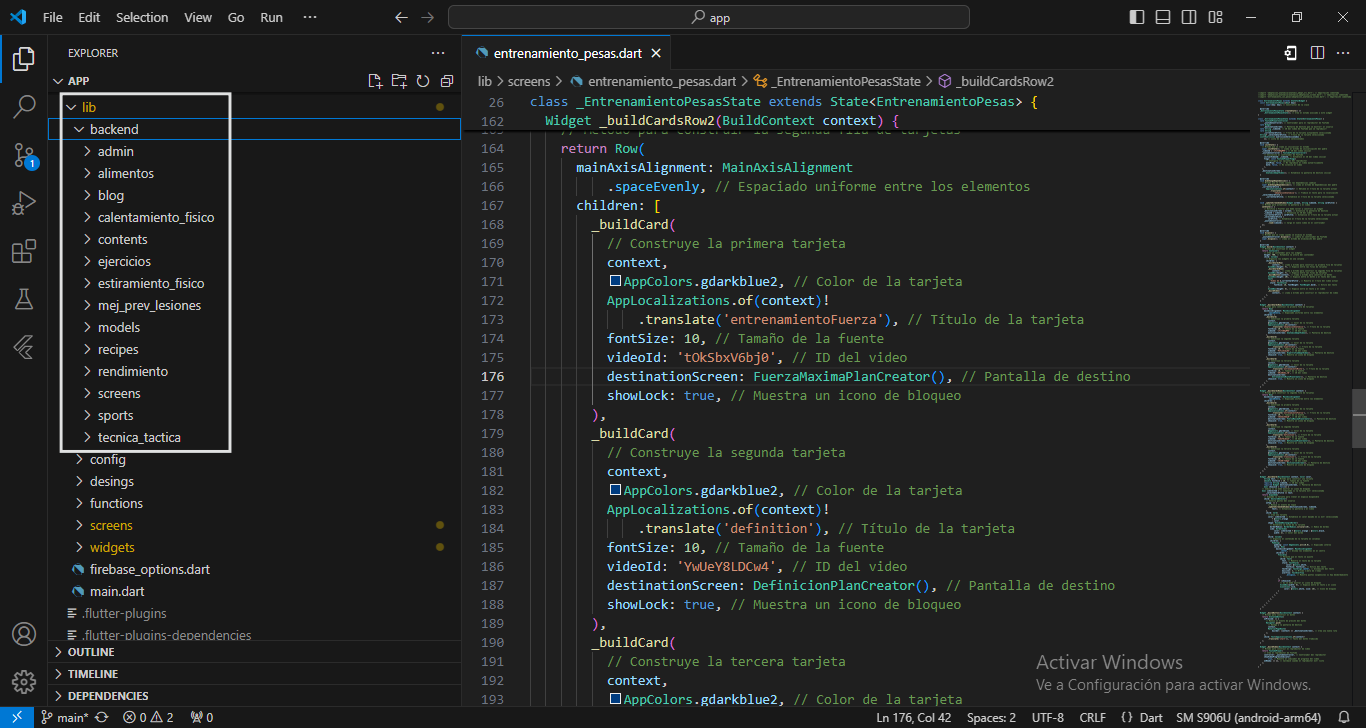 File Edit Selection View Go Run ··· app
EXPLORER ···
APP
lib
backend
admin
alimentos
blog
calentamiento_fisico
contents
ejercicios
estiramiento_fisico
mej_prev_lesiones
models
recipes
rendimiento
screens
sports
tecnica_tactica
config
desings
functions
screens
widgets
firebase_options.dart
main.dart
.flutter-plugins
.flutter-plugins-dependencies
OUTLINE
TIMELINE
DEPENDENCIES
1
entrenamiento_pesas.dart
lib > screens > entrenamiento_pesas.dart > _EntrenamientoPesasState > _buildCardsRow2
26 class _EntrenamientoPesasState extends State<EntrenamientoPesas> {
162 Widget _buildCardsRow2(BuildContext context) {
163 // Método para construir la segunda fila de tarjetas
164 return Row(
165 mainAxisAlignment: MainAxisAlignment
166 .spaceEvenly, // Espaciado uniforme entre los elementos
167 children: [
168 _buildCard(
169 // Construye la primera tarjeta
170 context,
171 AppColors.gdarkblue2, // Color de la tarjeta
172 AppLocalizations.of(context)!
173 .translate('entrenamientoFuerza'), // Título de la tarjeta
174 fontSize: 10, // Tamaño de la fuente
175 videoId: 'tOkSbxV6bj0', // ID del video
176 destinationScreen: FuerzaMaximaPlanCreator(), // Pantalla de destino
177 showLock: true, // Muestra un icono de bloqueo
178 ),
179 _buildCard(
180 // Construye la segunda tarjeta
181 context,
182 AppColors.gdarkblue2, // Color de la tarjeta
183 AppLocalizations.of(context)!
184 .translate('definition'), // Título de la tarjeta
185 fontSize: 10, // Tamaño de la fuente
186 videoId: 'YwUeY8LDCw4', // ID del video
187 destinationScreen: DefinicionPlanCreator(), // Pantalla de destino
188 showLock: true, // Muestra un icono de bloqueo
189 ),
190 _buildCard(
191 // Construye la tercera tarjeta
192 context,
193 AppColors.gdarkblue2, // Color de la tarjeta
Activar Windows
Ve a Configuración para activar Windows.
main* 0 2 0 Ln 176, Col 42 Spaces: 2 UTF-8 CRLF {} Dart SM S906U (android-arm64)